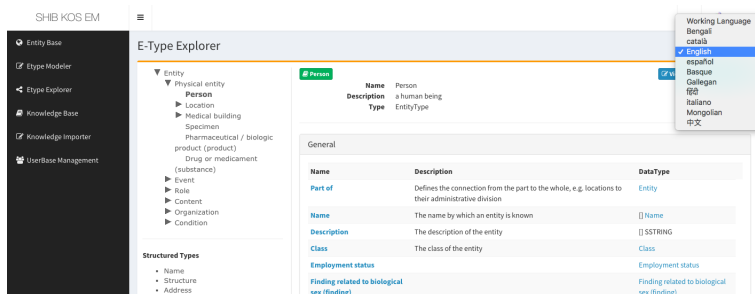 SHIB KOS EM
Entity Base
Etype Modeler
Etype Explorer
Knowledge Base
Knowledge Importer
UserBase Management
E-Type Explorer
Entity
Physical entity
Person
Location
Medical building
Specimen
Pharmaceutical / biologic
product (product)
Drug or medicament
(substance)
Event
Role
Content
Organization
Condition
Structured Types
Name
Structure
Address
Person
Name Person
Description a human being
Type EntityType
General
Name Description DataType
Part of Defines the connection from the part to the whole, e.g. locations to Entity
their administrative division
Name The name by which an entity is known [] Name
Description The description of the entity [] SSTRING
Class The class of the entity Class
Employment status Employment status
Finding related to biological Finding related to biological
sex (finding) sex (finding)
Working Language
Bengali
català
✓ English
español
Basque
Gallegan
हिंदी
italiano
Mongolian
中文